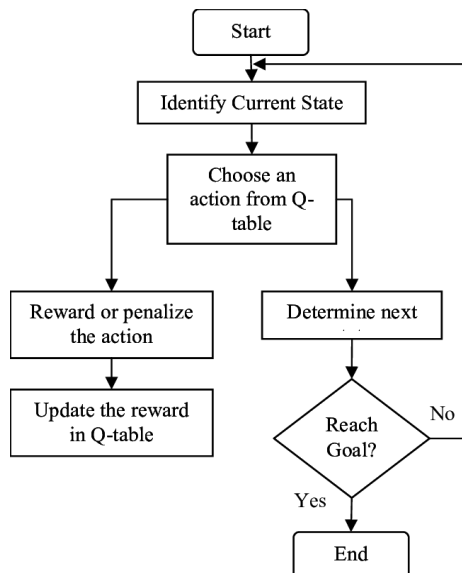 Start
Identify Current State
Choose an
action from Q-
table
Reward or penalize
the action
Determine next
Update the reward
in Q-table
Reach
Goal?
No
Yes
End